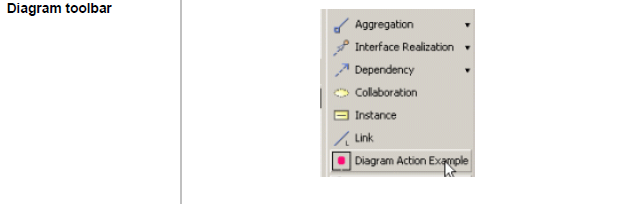 Diagram toolbar
Aggregation
Interface Realization
Dependency
Collaboration
Instance
Link
Diagram Action Example